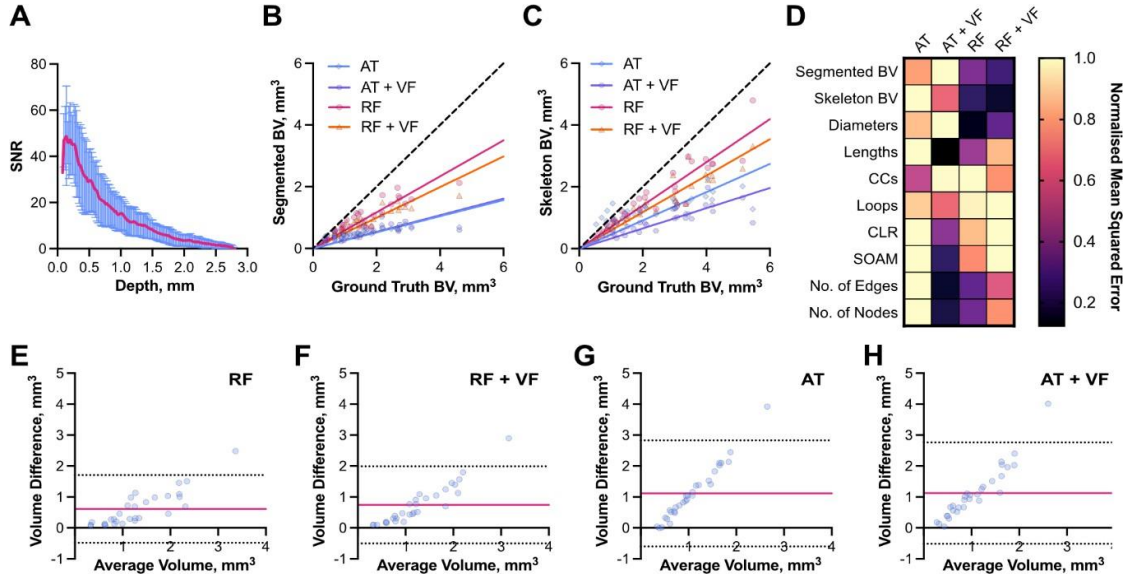 A
SNR
80
60
40
20
0
0.0 0.5 1.0 1.5 2.0 2.5 3.0
Depth, mm
B
Segmented BV, mm3
6
4
2
0
0 2 4 6
Ground Truth BV, mm3
AT
AT + VF
RF
RF + VF
C
Skeleton BV, mm3
6
4
2
0
0 2 4 6
Ground Truth BV, mm3
AT
AT + VF
RF
RF + VF
D
AT
AT + VF
RF
RF + VF
Segmented BV
Skeleton BV
Diameters
Lengths
CCs
Loops
CLR
SOAM
No. of Edges
No. of Nodes
1.0
0.8
0.6
0.4
0.2
Normalised Mean Squared Error
E
RF
Volume Difference, mm3
5
4
3
2
1
0
-1
1 2 3 4
Average Volume, mm3
F
RF + VF
Volume Difference, mm3
5
4
3
2
1
0
-1
1 2 3 4
Average Volume, mm3
G
AT
Volume Difference, mm3
5
4
3
2
1
0
-1
1 2 3 4
Average Volume, mm3
H
AT + VF
Volume Difference, mm3
5
4
3
2
1
0
-1
1 2 3
Average Volume, mm3